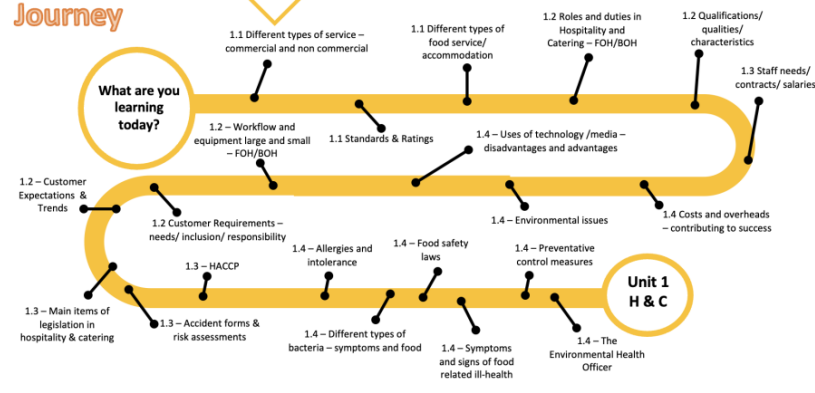 Journey
What are you
learning
today?
1.1 Different types of service –
commercial and non commercial
1.1 Standards & Ratings
1.1 Different types of
food service/
accommodation
1.2 Roles and duties in
Hospitality and
Catering – FOH/BOH
1.2 Qualifications/
qualities/
characteristics
1.3 Staff needs/
contracts/ salaries
1.4 Costs and overheads
– contributing to success
1.4 – Environmental issues
1.4 – Uses of technology /media –
disadvantages and advantages
1.2 – Workflow and
equipment large and small
– FOH/BOH
1.2 Customer Requirements –
needs/ inclusion/ responsibility
1.2 – Customer
Expectations &
Trends
1.3 – Main items of
legislation in
hospitality & catering
1.3 – Accident forms &
risk assessments
1.3 – HACCP
1.4 – Allergies and
intolerance
1.4 – Different types of
bacteria – symptoms and food
1.4 – Food safety
laws
1.4 – Symptoms
and signs of food
related ill-health
1.4 – Preventative
control measures
1.4 – The
Environmental Health
Officer
Unit 1
H & C